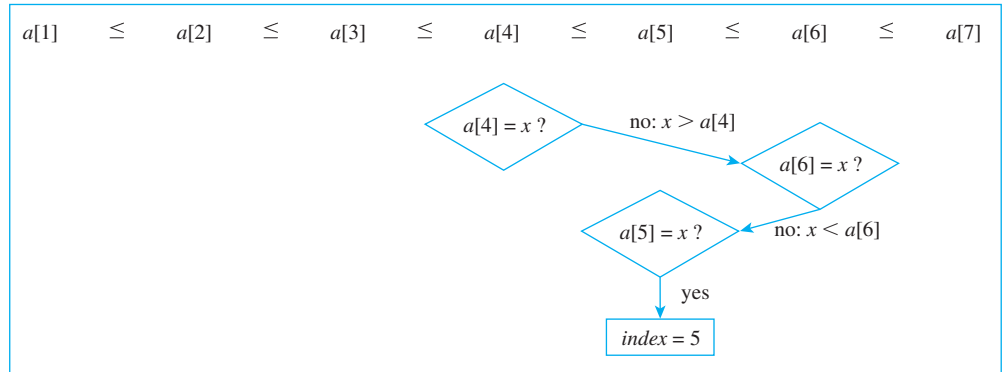 a[1] ≤ a[2] ≤ a[3] ≤ a[4] ≤ a[5] ≤ a[6] ≤ a[7]
a[4] = x ?
no: x > a[4]
a[6] = x ?
no: x < a[6]
a[5] = x ?
yes
index = 5